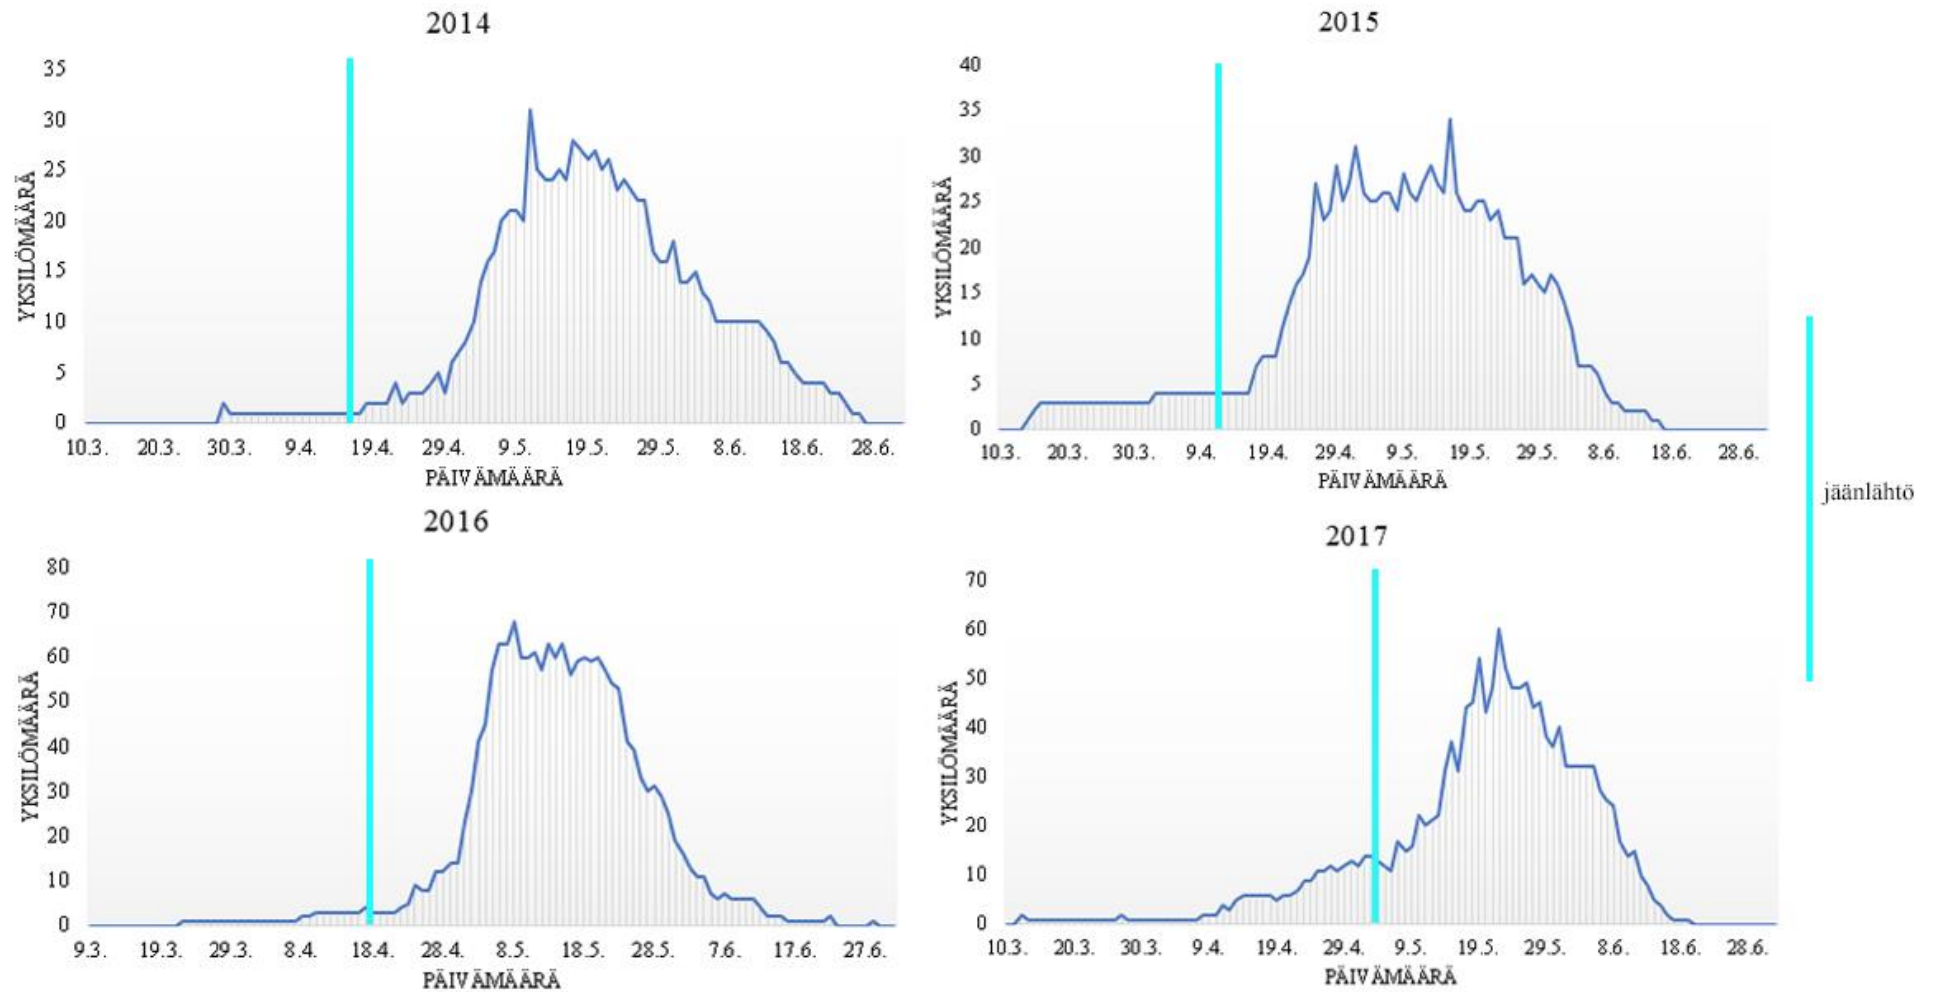 2014
35
30
25
20
15
10
5
0
YKSILÖMÄÄRÄ
10.3. 20.3. 30.3. 9.4. 19.4. 29.4. 9.5. 19.5. 29.5. 8.6. 18.6. 28.6.
PÄIVÄMÄÄRÄ
2015
40
35
30
25
20
15
10
5
0
YKSILÖMÄÄRÄ
10.3. 20.3. 30.3. 9.4. 19.4. 29.4. 9.5. 19.5. 29.5. 8.6. 18.6. 28.6.
PÄIVÄMÄÄRÄ
jäänlähtö
2016
80
70
60
50
40
30
20
10
0
YKSILÖMÄÄRÄ
9.3. 19.3. 29.3. 8.4. 18.4. 28.4. 8.5. 18.5. 28.5. 7.6. 17.6. 27.6.
PÄIVÄMÄÄRÄ
2017
70
60
50
40
30
20
10
0
YKSILÖMÄÄRÄ
10.3. 20.3. 30.3. 9.4. 19.4. 29.4. 9.5. 19.5. 29.5. 8.6. 18.6. 28.6.
PÄIVÄMÄÄRÄ